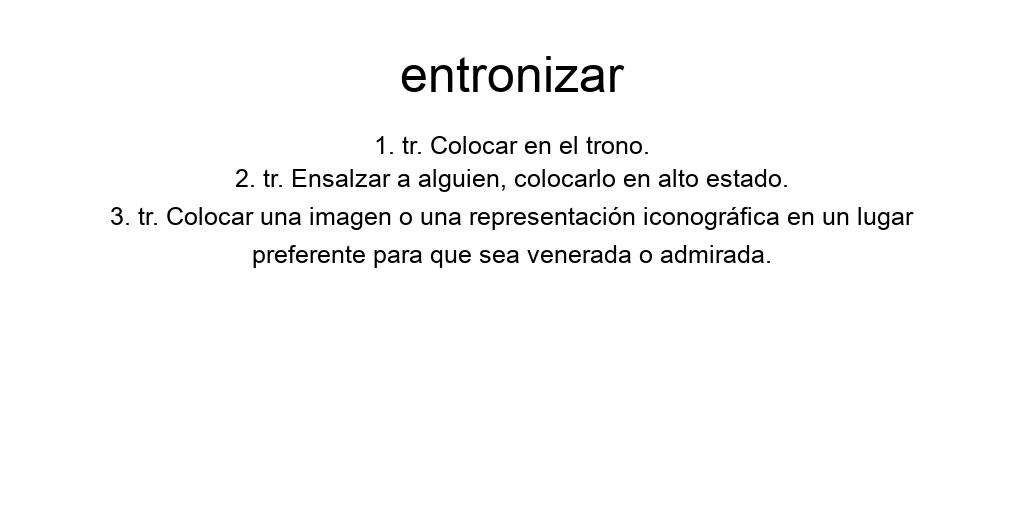 entronizar
1. tr. Colocar en el trono.
2. tr. Ensalzar a alguien, colocarlo en alto estado.
3. tr. Colocar una imagen o una representación iconográfica en un lugar
preferente para que sea venerada o admirada.